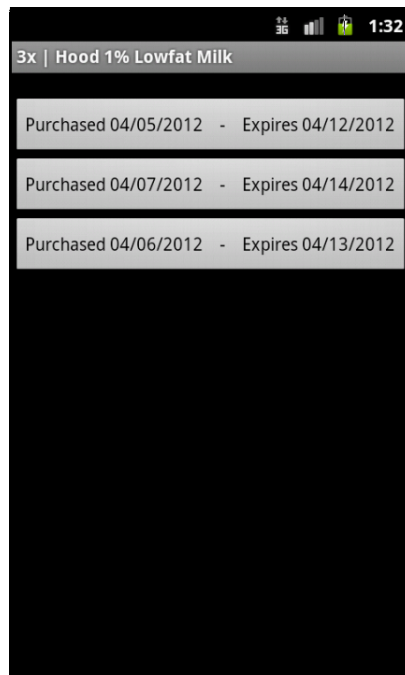 3G 1:32
3x | Hood 1% Lowfat Milk
Purchased 04/05/2012 - Expires 04/12/2012
Purchased 04/07/2012 - Expires 04/14/2012
Purchased 04/06/2012 - Expires 04/13/2012